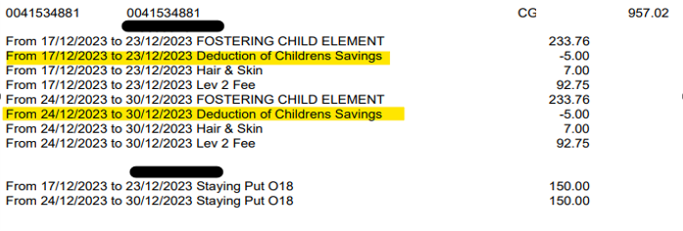 0041534881 0041534881 CG 957.02
From 17/12/2023 to 23/12/2023 FOSTERING CHILD ELEMENT 233.76
From 17/12/2023 to 23/12/2023 Deduction of Childrens Savings -5.00
From 17/12/2023 to 23/12/2023 Hair & Skin 7.00
From 17/12/2023 to 23/12/2023 Lev 2 Fee 92.75
From 24/12/2023 to 30/12/2023 FOSTERING CHILD ELEMENT 233.76
From 24/12/2023 to 30/12/2023 Deduction of Childrens Savings -5.00
From 24/12/2023 to 30/12/2023 Hair & Skin 7.00
From 24/12/2023 to 30/12/2023 Lev 2 Fee 92.75
From 17/12/2023 to 23/12/2023 Staying Put O18 150.00
From 24/12/2023 to 30/12/2023 Staying Put O18 150.00